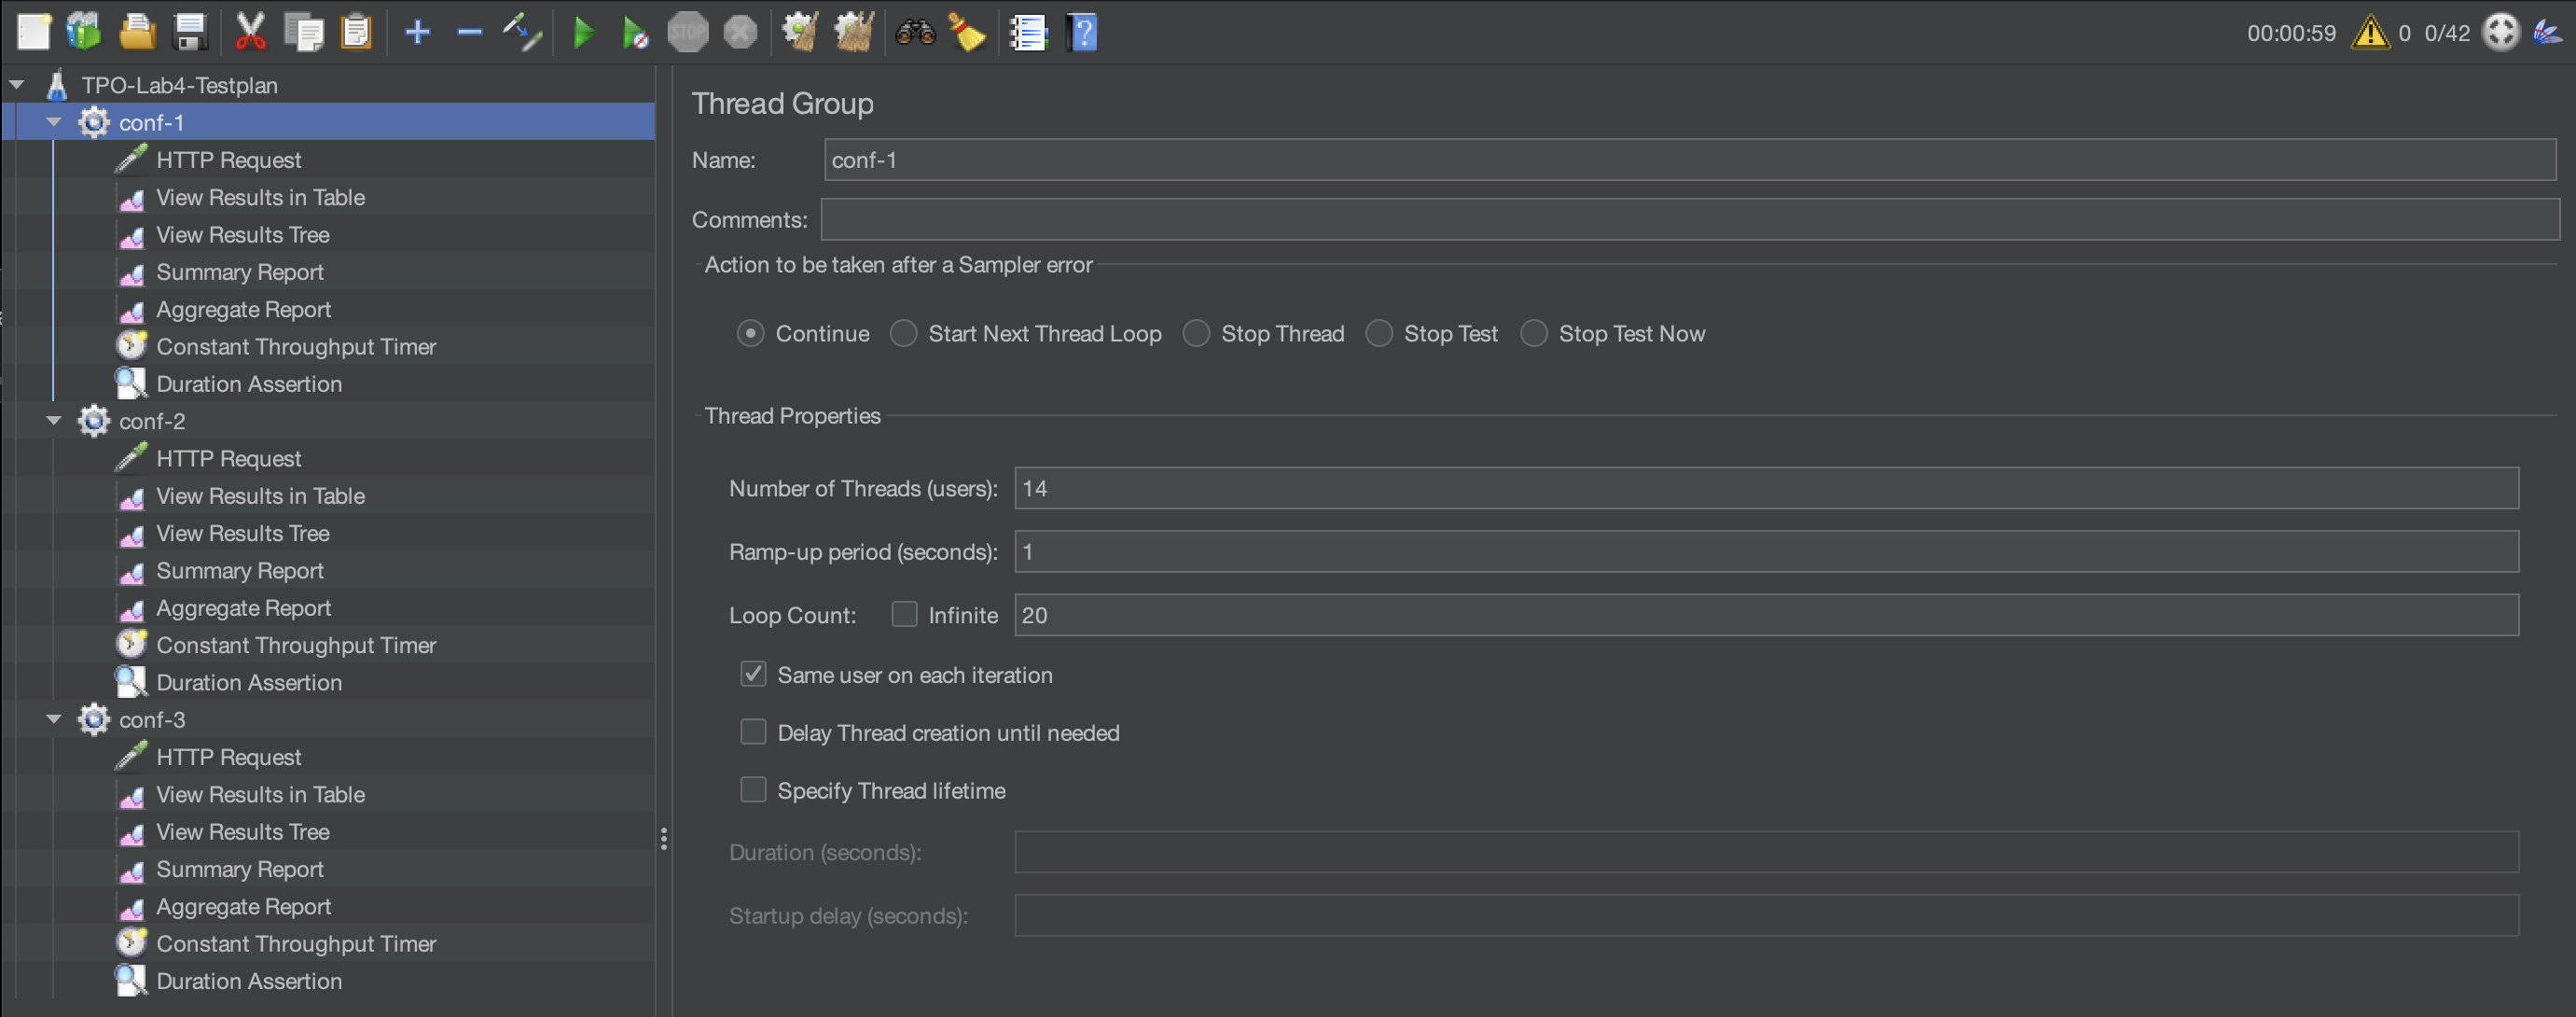 STOP
00:00:59 0 0/42
TPO-Lab4-Testplan
conf-1
HTTP Request
View Results in Table
View Results Tree
Summary Report
Aggregate Report
Constant Throughput Timer
Duration Assertion
conf-2
HTTP Request
View Results in Table
View Results Tree
Summary Report
Aggregate Report
Constant Throughput Timer
Duration Assertion
conf-3
HTTP Request
View Results in Table
View Results Tree
Summary Report
Aggregate Report
Constant Throughput Timer
Duration Assertion
Thread Group
Name: conf-1
Comments:
Action to be taken after a Sampler error
Continue Start Next Thread Loop Stop Thread Stop Test Stop Test Now
Thread Properties
Number of Threads (users): 14
Ramp-up period (seconds): 1
Loop Count: Infinite 20
Same user on each iteration
Delay Thread creation until needed
Specify Thread lifetime
Duration (seconds):
Startup delay (seconds):